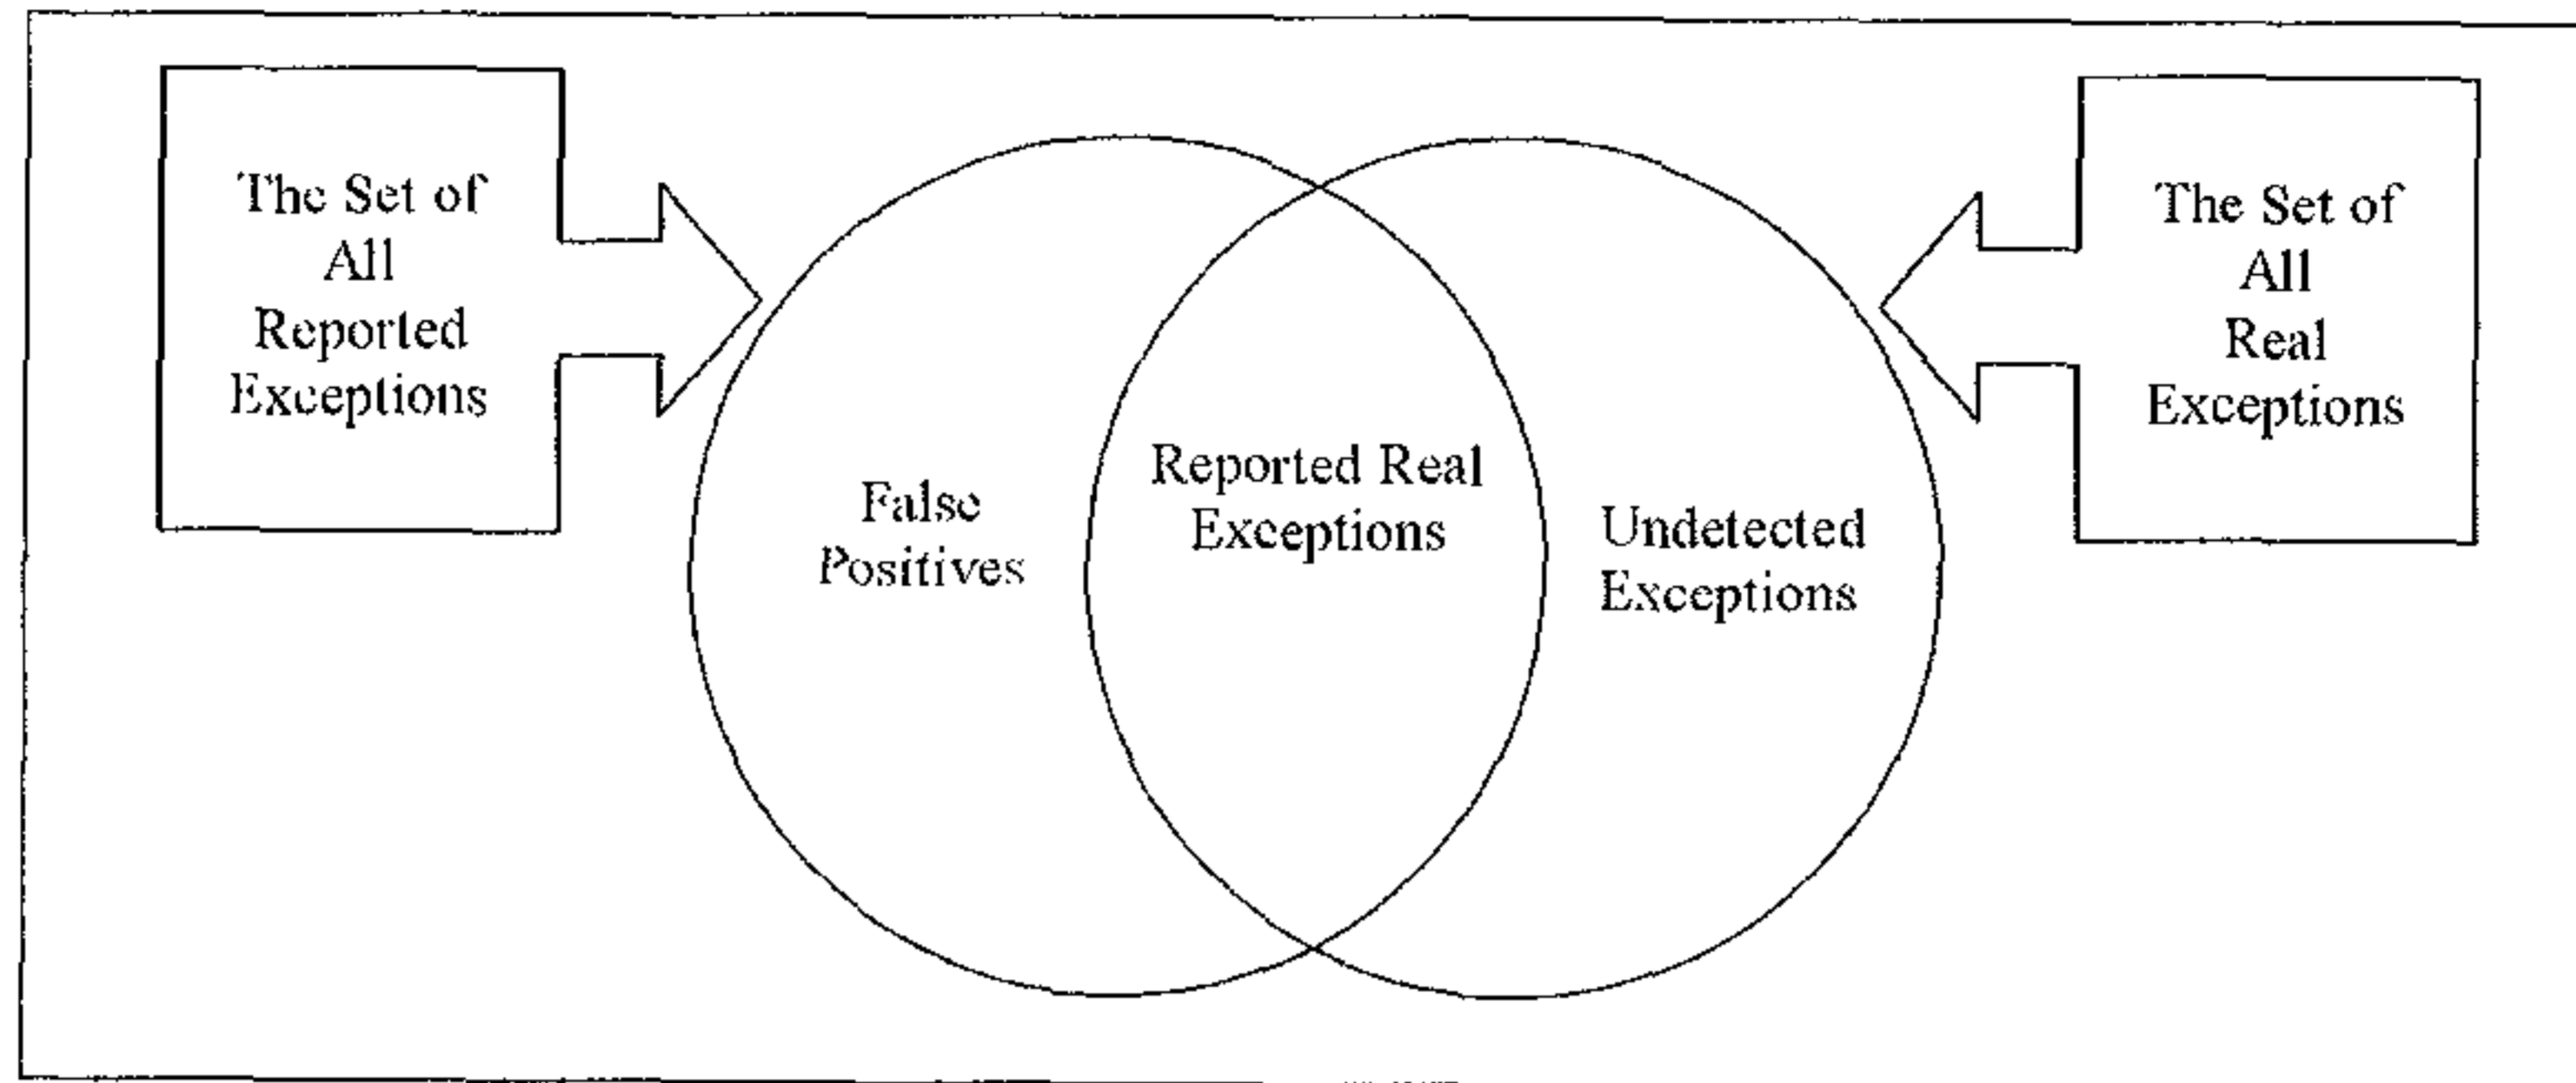 The Set of
All
Reported
Exceptions
False
Positives
Reported Real
Exceptions
Undetected
Exceptions
The Set of
All
Real
Exceptions